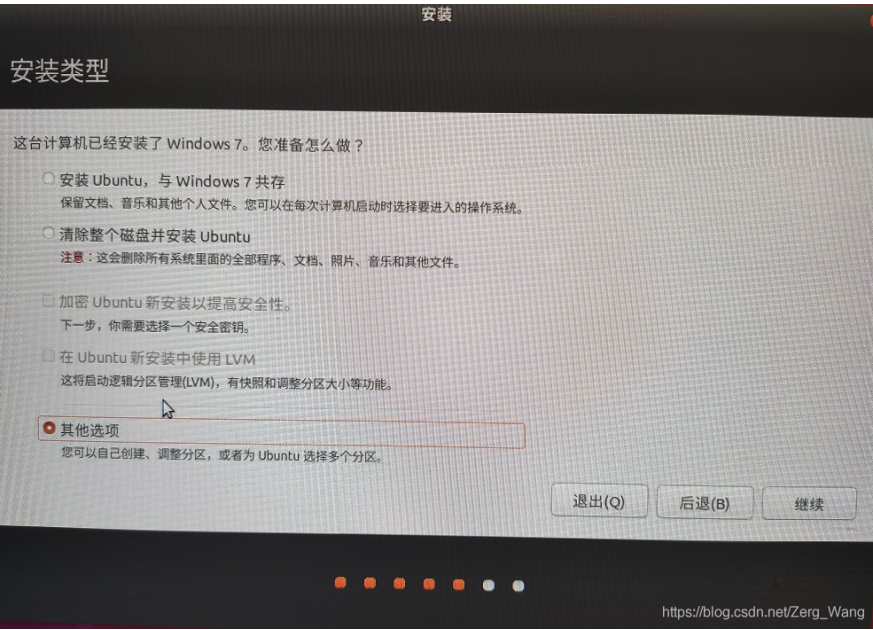 安装
安装类型
这台计算机已经安装了 Windows 7。您准备怎么做？
安装 Ubuntu，与 Windows 7 共存
保留文档、音乐和其他个人文件。您可以在每次计算机启动时选择要进入的操作系统。
清除整个磁盘并安装 Ubuntu
注意：这会删除所有系统里面的全部程序、文档、照片、音乐和其他文件。
加密 Ubuntu 新安装以提高安全性。
下一步，你需要选择一个安全密钥。
在 Ubuntu 新安装中使用 LVM
这将启动逻辑分区管理(LVM)，有快照和调整分区大小等功能。
其他选项
您可以自己创建、调整分区，或者为 Ubuntu 选择多个分区。
退出(Q) 后退(B) 继续
https://blog.csdn.net/Zerg_Wang